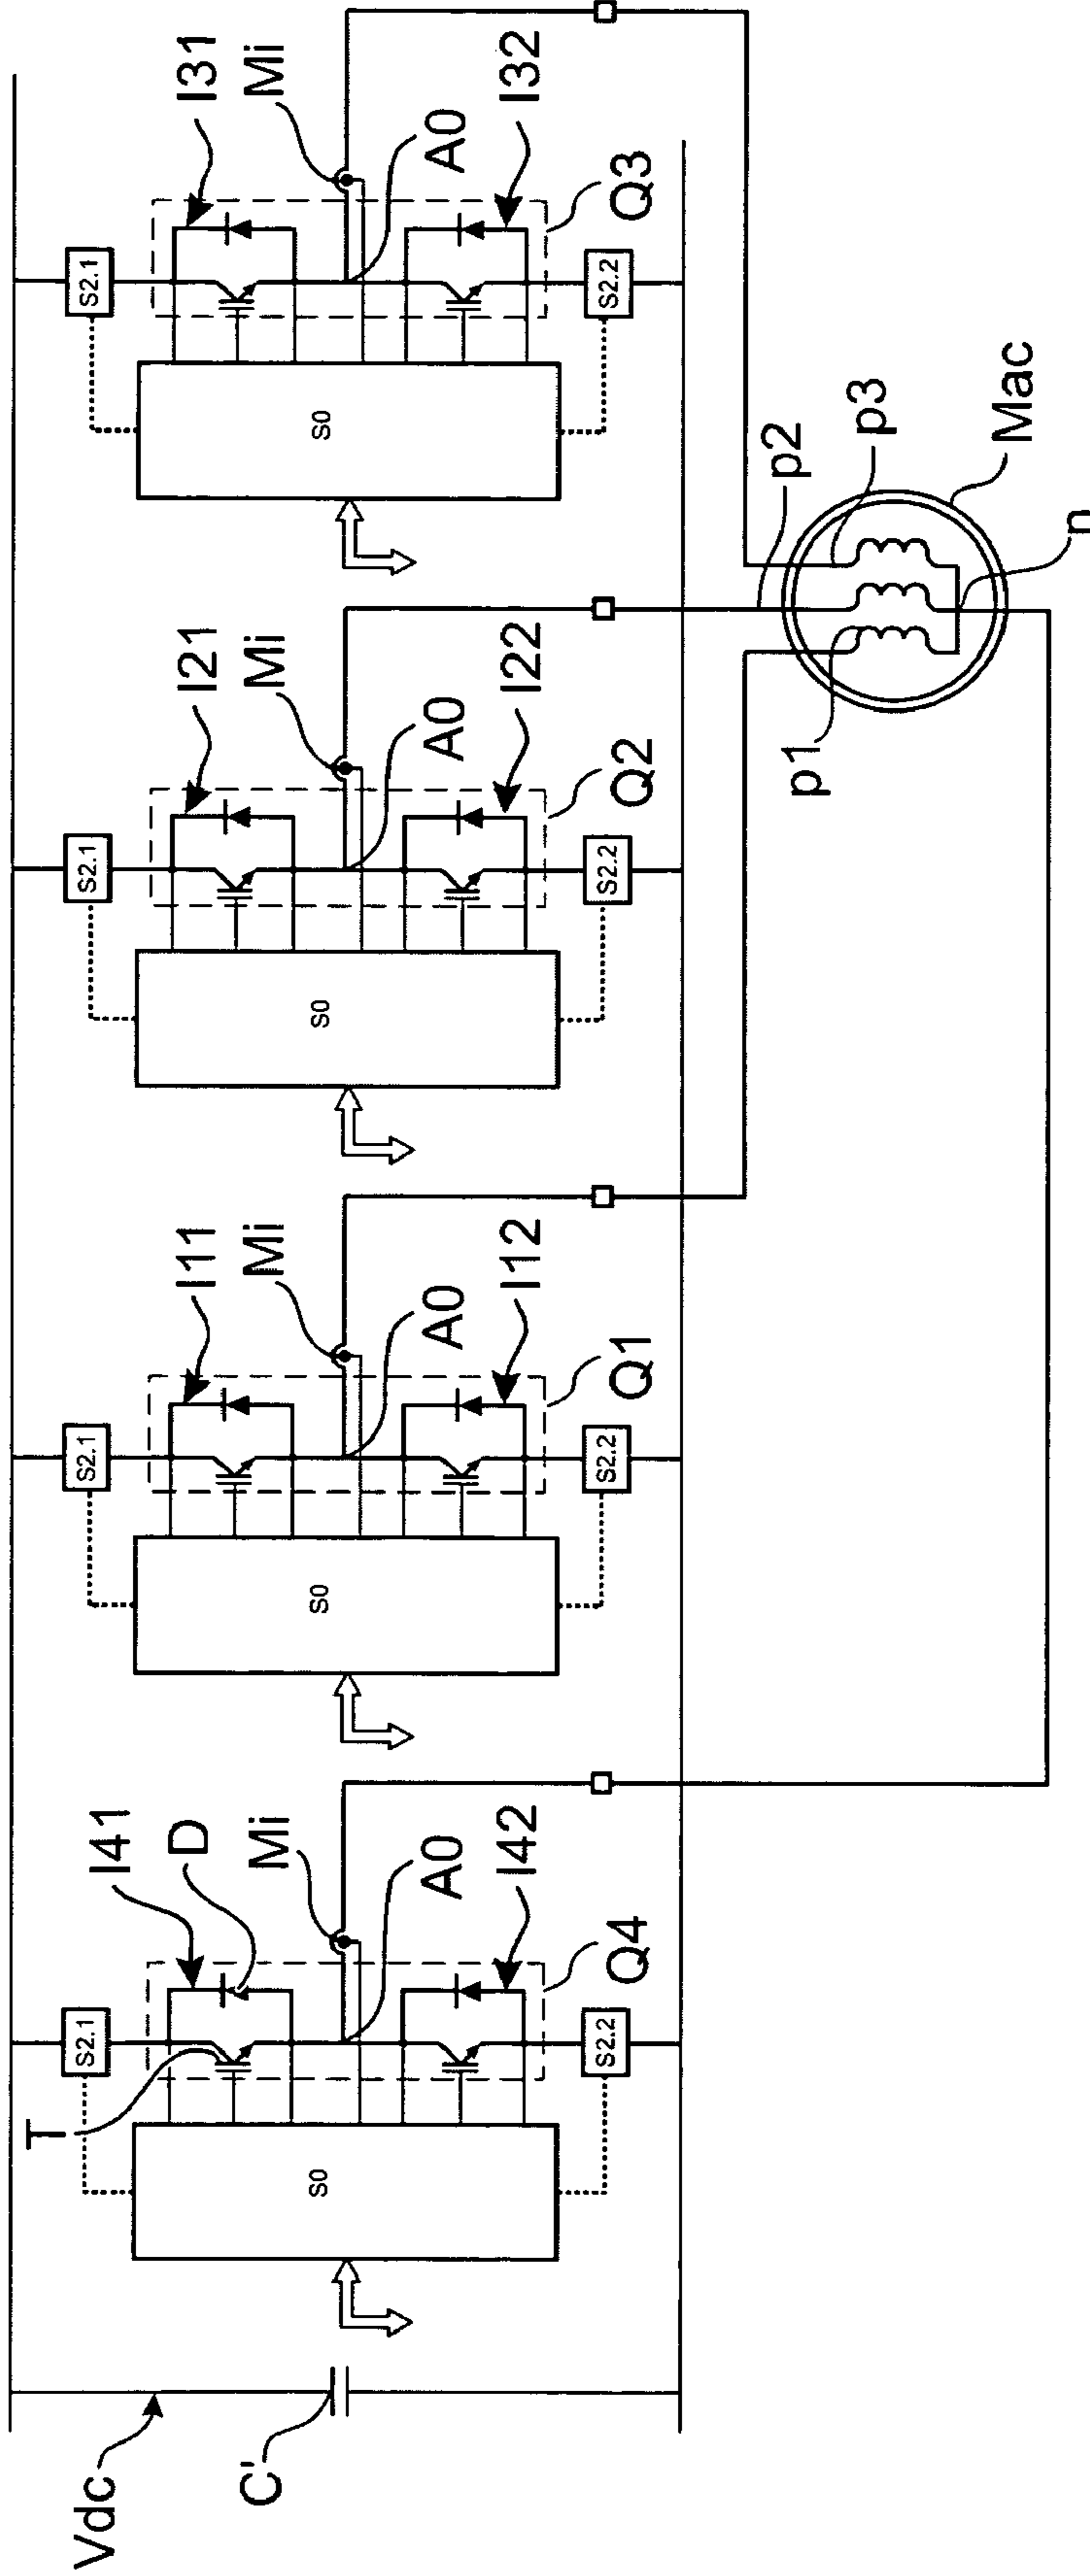 Vdc
C'
T
S2.1
S0
S2.2
I41
D
Mi
A0
I42
Q4
S2.1
S0
S2.2
I11
Mi
A0
I12
Q1
S2.1
S0
S2.2
I21
Mi
A0
I22
Q2
S2.1
S0
S2.2
I31
Mi
A0
I32
Q3
p1
p2
p3
Mac
n